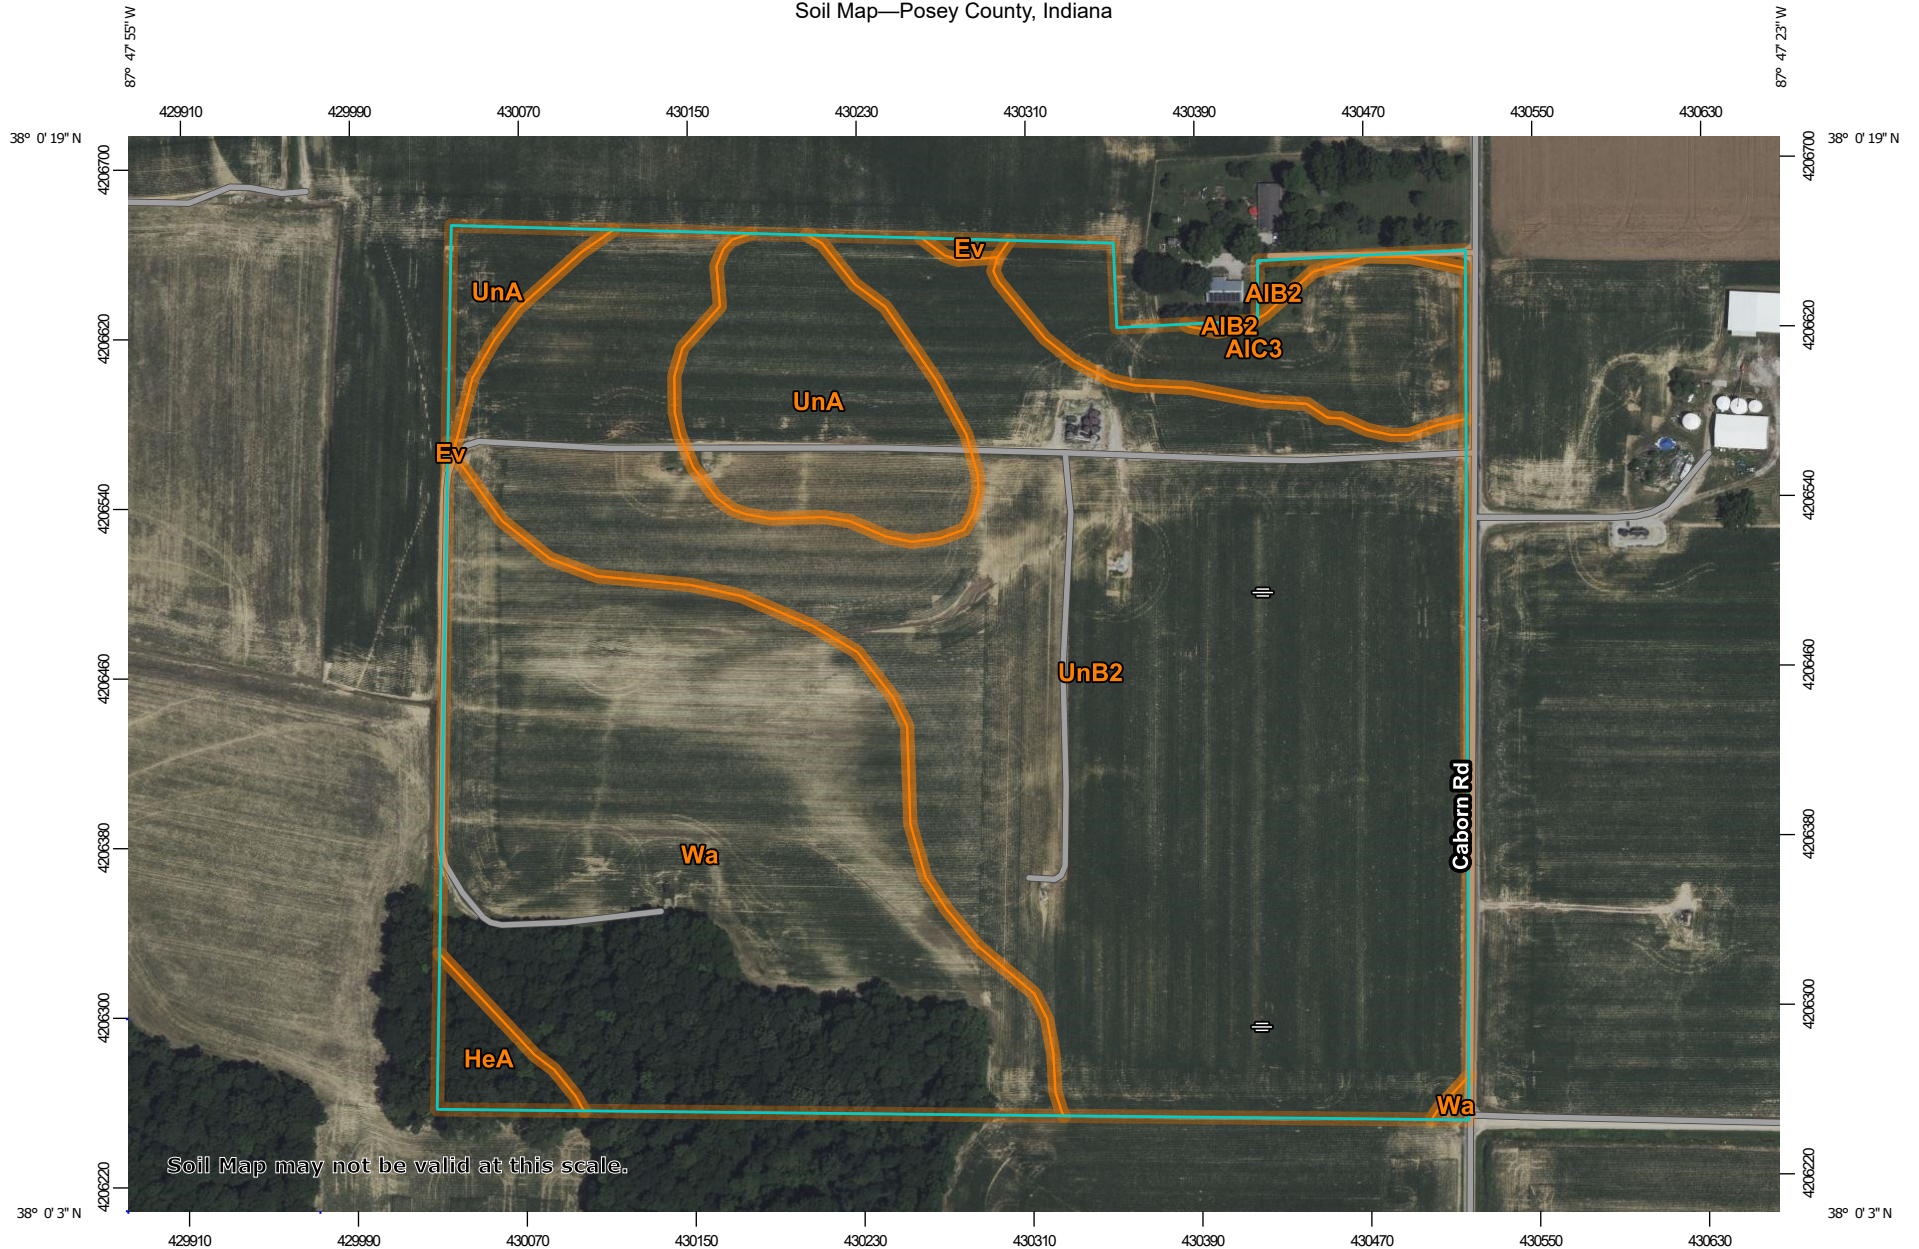 Soil Map—Posey County, Indiana
87° 47' 55" W
87° 47' 23" W
429910 429990 430070 430150 430230 430310 430390 430470 430550 430630
38° 0' 19" N
38° 0' 19" N
4206700
4206700
Ev
UnA
AlB2
AlB2
4206620
4206620
AlC3
UnA
Ev
4206540
4206540
4206460
4206460
UnB2
Caborn Rd
4206380
4206380
Wa
4206300
4206300
HeA
Wa
Soil Map may not be valid at this scale.
4206220
4206220
38° 0' 3" N
38° 0' 3" N
429910 429990 430070 430150 430230 430310 430390 430470 430550 430630